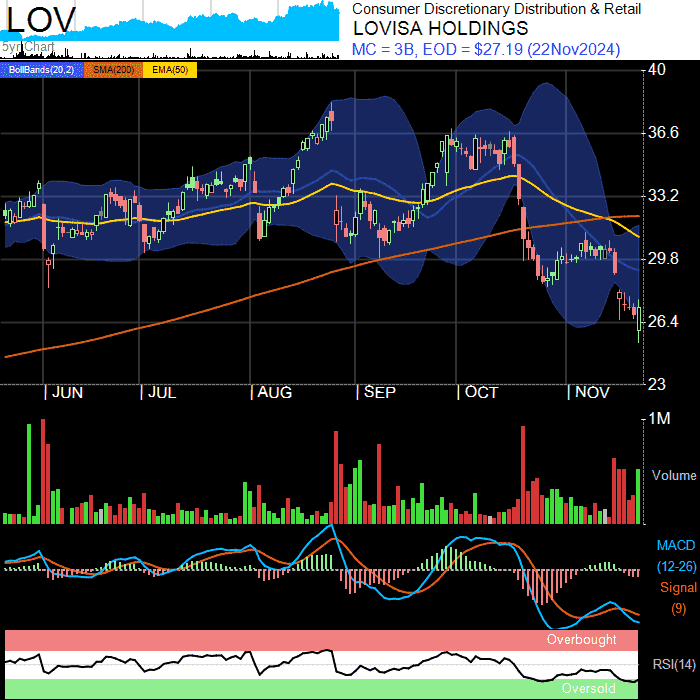 LOV
5yr Chart
Consumer Discretionary Distribution & Retail
LOVISA HOLDINGS
MC = 3B, EOD = $27.19 (22Nov2024)
BollBands(20,2) SMA(200) EMA(50)
40
36.6
33.2
29.8
26.4
23
JUN JUL AUG SEP OCT NOV
1M
Volume
MACD
(12-26)
Signal
(9)
Overbought
RSI(14)
Oversold